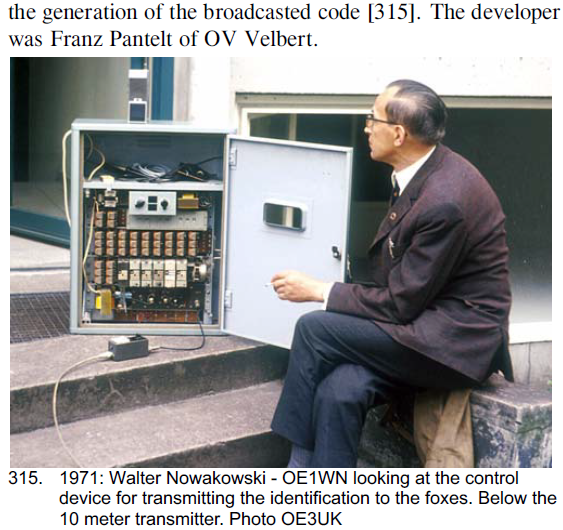 the generation of the broadcasted code [315]. The developer
was Franz Pantelt of OV Velbert.
315. 1971: Walter Nowakowski - OE1WN looking at the control
device for transmitting the identification to the foxes. Below the
10 meter transmitter. Photo OE3UK